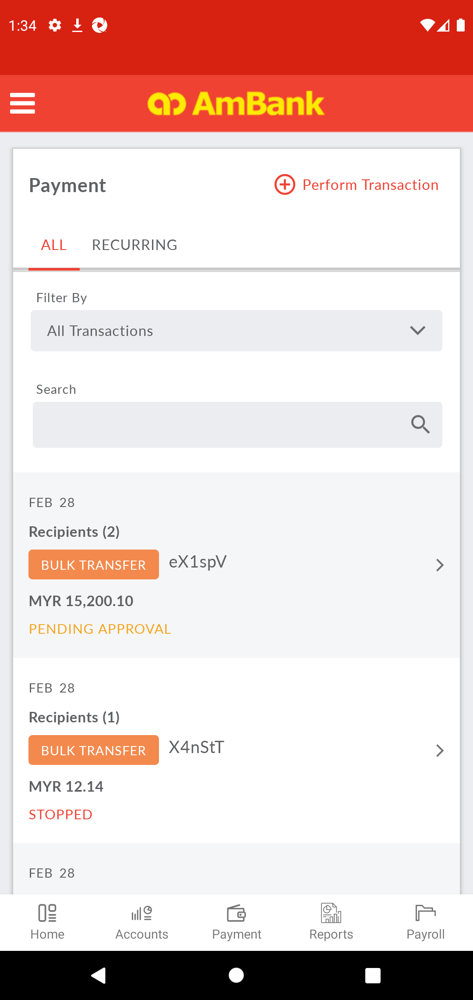 1:34
AmBank
Payment
Perform Transaction
ALL RECURRING
Filter By
All Transactions
Search
FEB 28
Recipients (2)
BULK TRANSFER eX1spV
MYR 15,200.10
PENDING APPROVAL
FEB 28
Recipients (1)
BULK TRANSFER X4nStT
MYR 12.14
STOPPED
FEB 28
Home Accounts Payment Reports Payroll